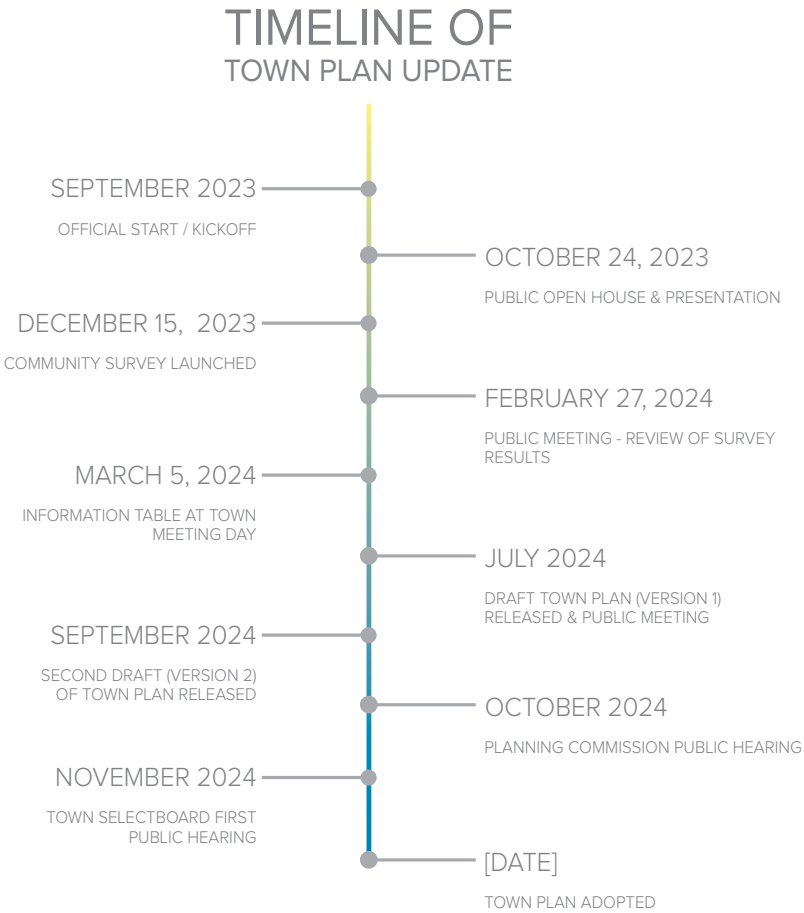 TIMELINE OF
TOWN PLAN UPDATE
SEPTEMBER 2023
OFFICIAL START / KICKOFF
OCTOBER 24, 2023
PUBLIC OPEN HOUSE & PRESENTATION
DECEMBER 15, 2023
COMMUNITY SURVEY LAUNCHED
FEBRUARY 27, 2024
PUBLIC MEETING - REVIEW OF SURVEY
RESULTS
MARCH 5, 2024
INFORMATION TABLE AT TOWN
MEETING DAY
JULY 2024
DRAFT TOWN PLAN (VERSION 1)
RELEASED & PUBLIC MEETING
SEPTEMBER 2024
SECOND DRAFT (VERSION 2)
OF TOWN PLAN RELEASED
OCTOBER 2024
PLANNING COMMISSION PUBLIC HEARING
NOVEMBER 2024
TOWN SELECTBOARD FIRST
PUBLIC HEARING
[DATE]
TOWN PLAN ADOPTED